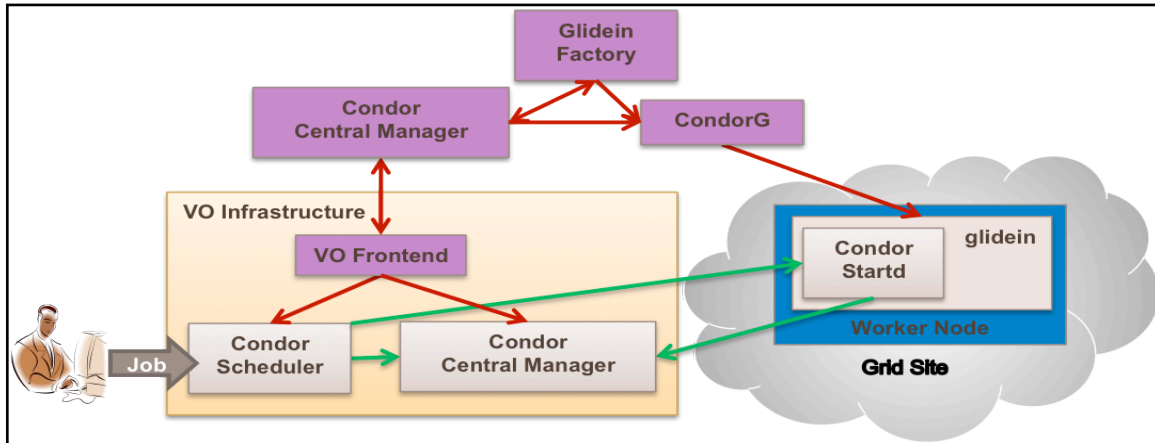 Glidein
Factory
Condor
Central Manager
CondorG
VO Infrastructure
VO Frontend
glidein
Condor
Startd
Worker Node
Grid Site
Job
Condor
Scheduler
Condor
Central Manager